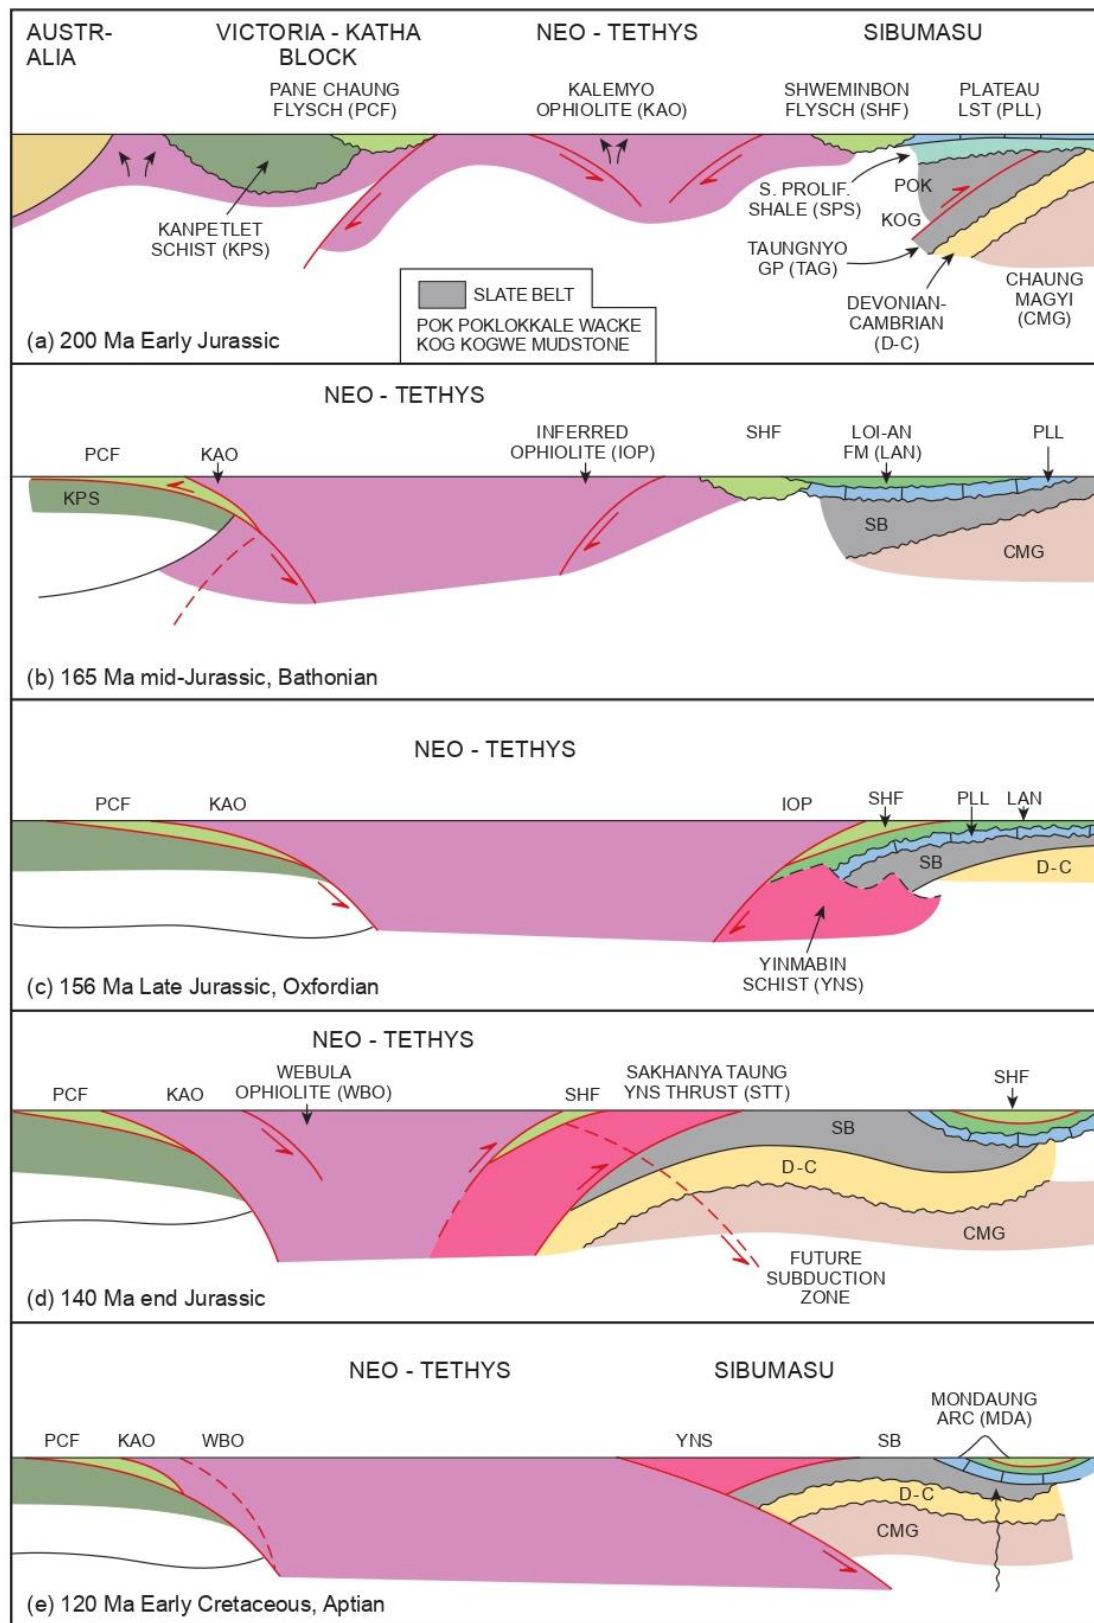 AUSTR-
ALIA
VICTORIA - KATHA
BLOCK
NEO - TETHYS
SIBUMASU
PANE CHAUNG
FLYSCH (PCF)
KALEMYO
OPHIOLITE (KAO)
SHWEMINBON
FLYSCH (SHF)
PLATEAU
LST (PLL)
KANPETLET
SCHIST (KPS)
S. PROLIF.
SHALE (SPS)
POK
KOG
TAUNGNYO
GP (TAG)
DEVONIAN-
CAMBRIAN
(D-C)
CHAUNG
MAGYI
(CMG)
SLATE BELT
POK POKLOKKALE WACKE
KOG KOGWE MUDSTONE
(a) 200 Ma Early Jurassic
NEO - TETHYS
PCF
KAO
INFERRED
OPHIOLITE (IOP)
SHF
LOI-AN
FM (LAN)
PLL
KPS
SB
CMG
(b) 165 Ma mid-Jurassic, Bathonian
NEO - TETHYS
PCF
KAO
IOP
SHF
PLL
LAN
SB
D-C
YINMABIN
SCHIST (YNS)
(c) 156 Ma Late Jurassic, Oxfordian
NEO - TETHYS
PCF
KAO
WEBULA
OPHIOLITE (WBO)
SHF
SAKHANYA TAUNG
YNS THRUST (STT)
SHF
SB
D-C
CMG
FUTURE
SUBDUCTION
ZONE
(d) 140 Ma end Jurassic
NEO - TETHYS
SIBUMASU
PCF
KAO
WBO
YNS
SB
MONDAUNG
ARC (MDA)
D-C
CMG
(e) 120 Ma Early Cretaceous, Aptian